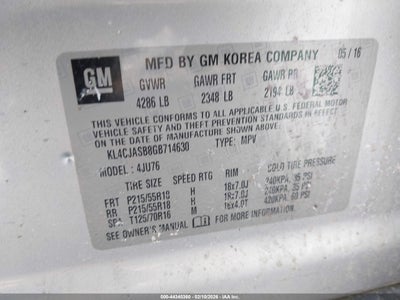 GM
MFD BY GM KOREA COMPANY 05/16
GVWR GAWR FRT GAWR RR
4286 LB 2348 LB 2194 LB
THIS VEHICLE CONFORMS TO ALL APPLICABLE U.S. FEDERAL MOTOR
VEHICLE SAFETY, BUMPER, AND THEFT PREVENTION STANDARDS IN EFFECT
ON THE DATE OF MANUFACTURE SHOWN ABOVE.
KL4CJASB8GB714630 TYPE: MPV
MODEL: 4JU76
TIRE SIZE SPEED RTG RIM COLD TIRE PRESSURE
FRT P215/55R18 H 18x7.0J 240KPA, 35 PSI
RR P215/55R18 H 18x7.0J 240KPA, 35 PSI
SP T125/70R16 M 16x4.0T 420KPA, 60 PSI
SEE OWNER'S MANUAL FOR MORE INFORMATION